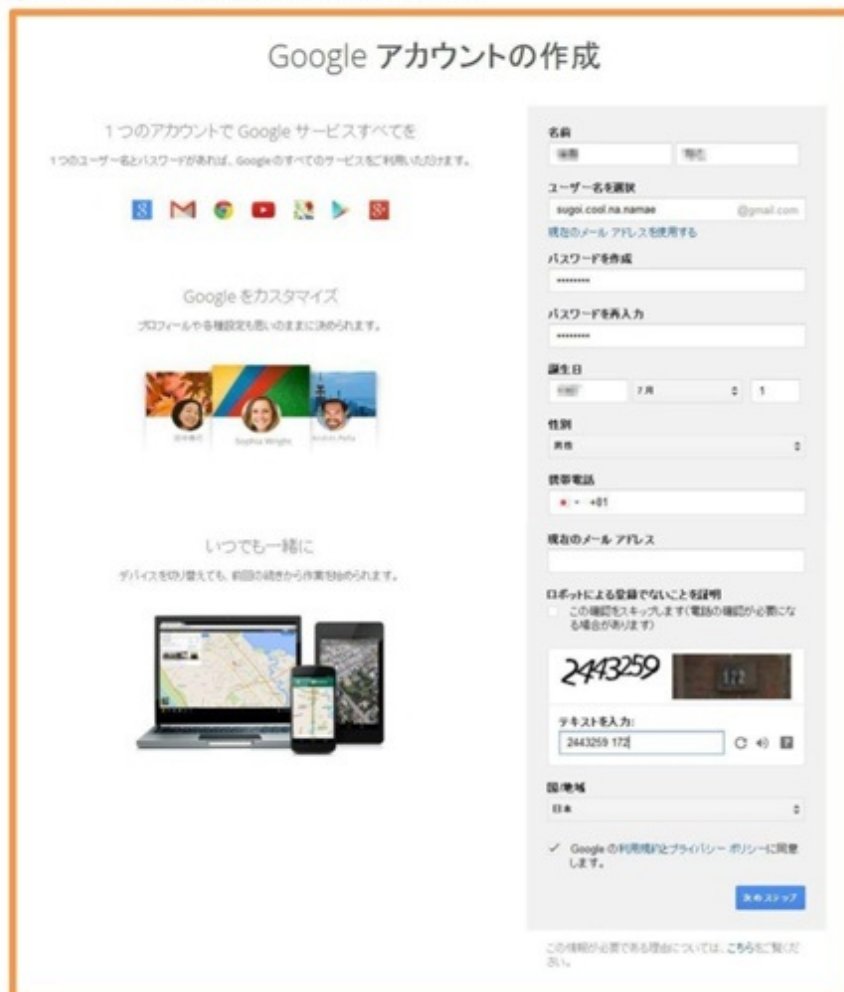 Google アカウントの作成
1つのアカウントで Google サービスすべてを
1つのユーザー名とパスワードがあれば、Googleのすべてのサービスをご利用いただけます。
Google をカスタマイズ
プロフィールや各種設定も思いのままに決められます。
Sophia Wright
いつでも一緒に
デバイスを切り替えても、前回の続きから作業を始められます。
名前
ユーザー名を選択
sugoi.cool.na.namae @gmail.com
現在のメール アドレスを使用する
パスワードを作成
••••••••
パスワードを再入力
••••••••
誕生日
7月 1
性別
男性
携帯電話
+81
現在のメール アドレス
ロボットによる登録でないことを証明
この確認をスキップします(電話の確認が必要にな
る場合があります)
2443259 172
テキストを入力:
2443259 172
国/地域
日本
Google の利用規約とプライバシー ポリシーに同意
します。
次のステップ
この情報が必要である理由については、こちらをご覧くだ
さい。